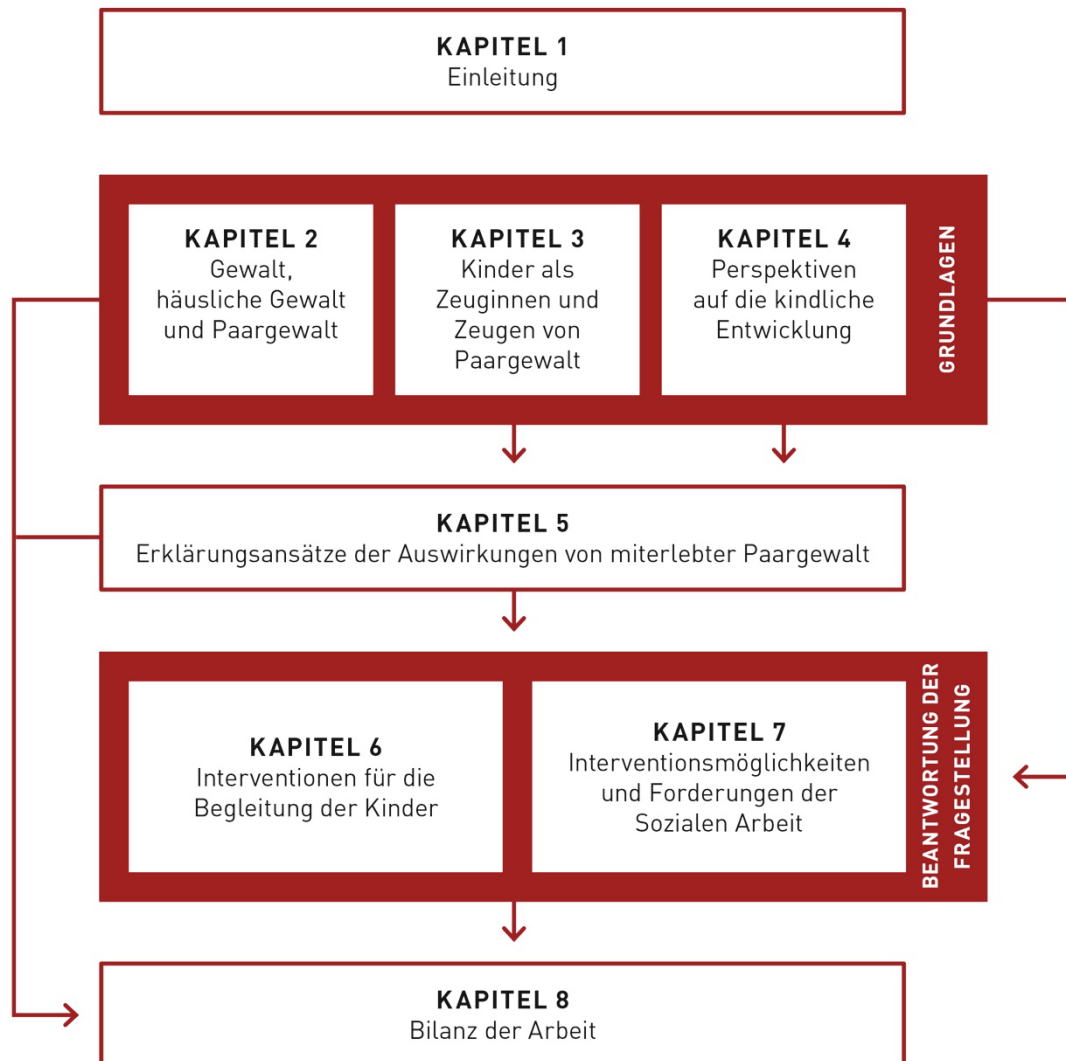 KAPITEL 1
Einleitung
KAPITEL 2
Gewalt,
häusliche Gewalt
und Paargewalt
KAPITEL 3
Kinder als
Zeuginnen und
Zeugen von
Paargewalt
KAPITEL 4
Perspektiven
auf die kindliche
Entwicklung
GRUNDLAGEN
KAPITEL 5
Erklärungsansätze der Auswirkungen von miterlebter Paargewalt
KAPITEL 6
Interventionen für die
Begleitung der Kinder
KAPITEL 7
Interventionsmöglichkeiten
und Forderungen der
Sozialen Arbeit
BEANTWORTUNG DER
FRAGESTELLUNG
KAPITEL 8
Bilanz der Arbeit